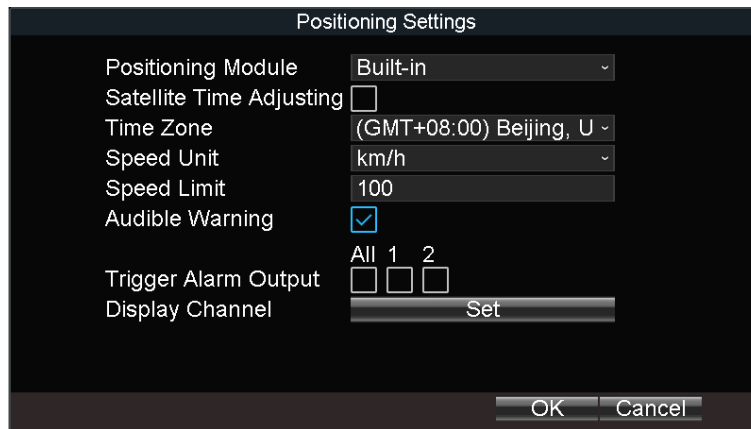 Positioning Settings
Positioning Module Built-in
Satellite Time Adjusting
Time Zone (GMT+08:00) Beijing, U
Speed Unit km/h
Speed Limit 100
Audible Warning
All 1 2
Trigger Alarm Output
Display Channel Set
OK Cancel